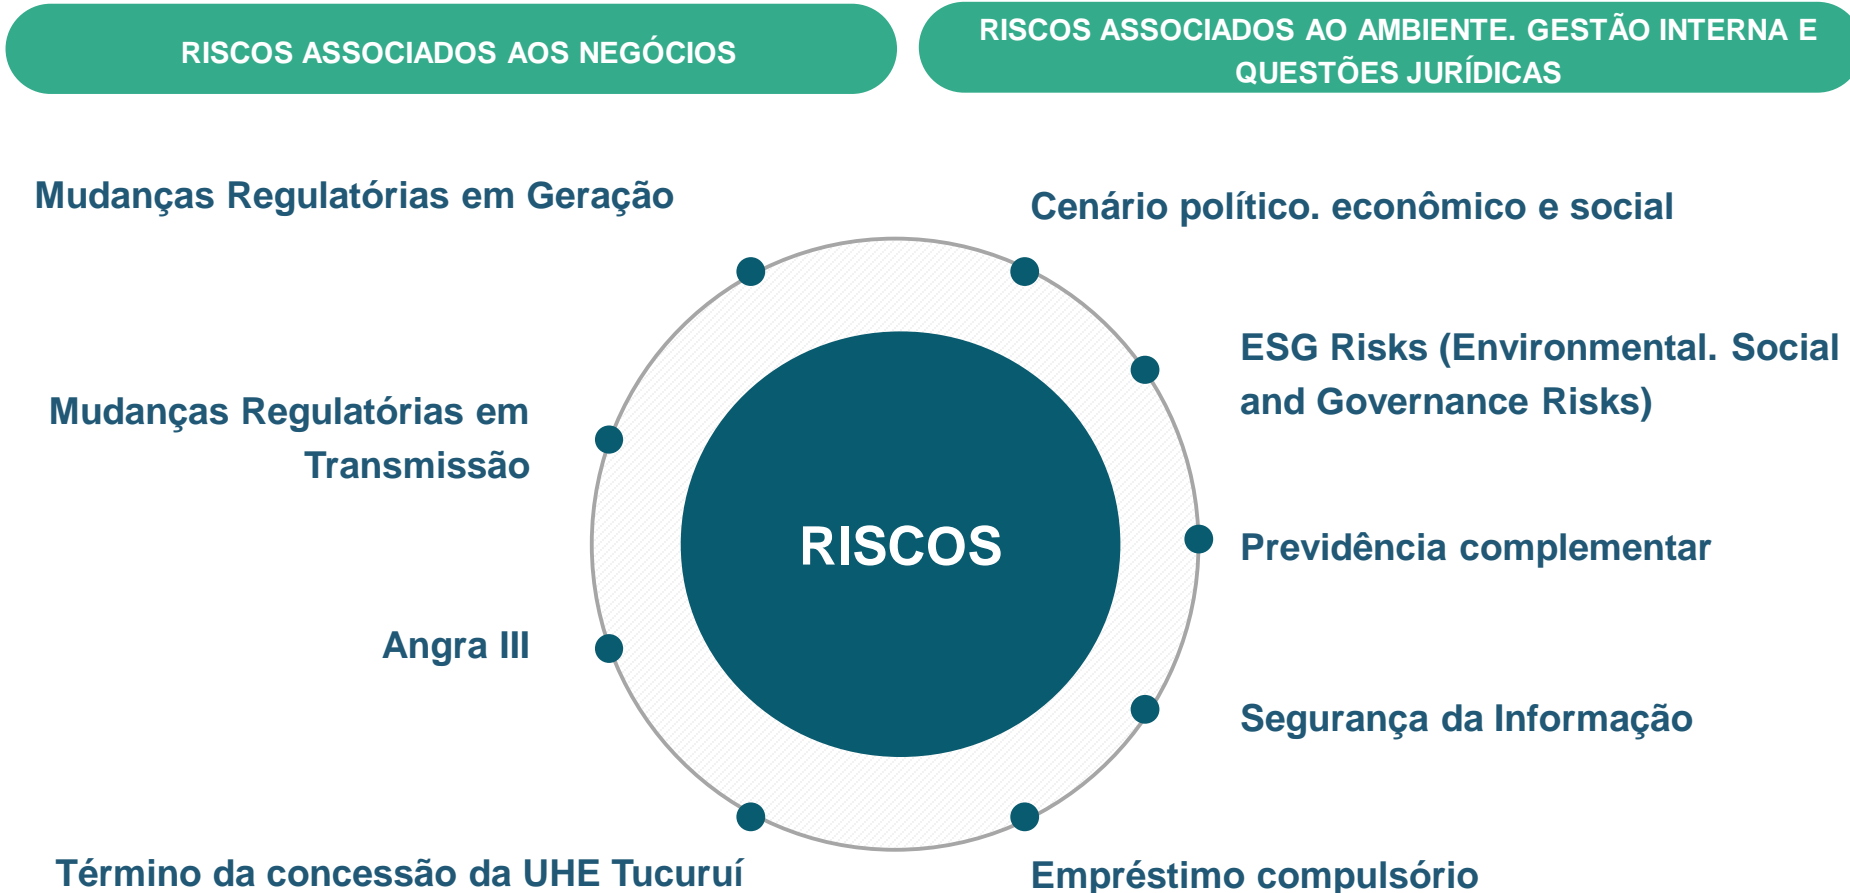 RISCOS ASSOCIADOS AOS NEGÓCIOS
RISCOS ASSOCIADOS AO AMBIENTE. GESTÃO INTERNA E
QUESTÕES JURÍDICAS
Mudanças Regulatórias em Geração
Mudanças Regulatórias em
Transmissão
Angra III
Término da concessão da UHE Tucuruí
RISCOS
Cenário político. econômico e social
ESG Risks (Environmental. Social
and Governance Risks)
Previdência complementar
Segurança da Informação
Empréstimo compulsório